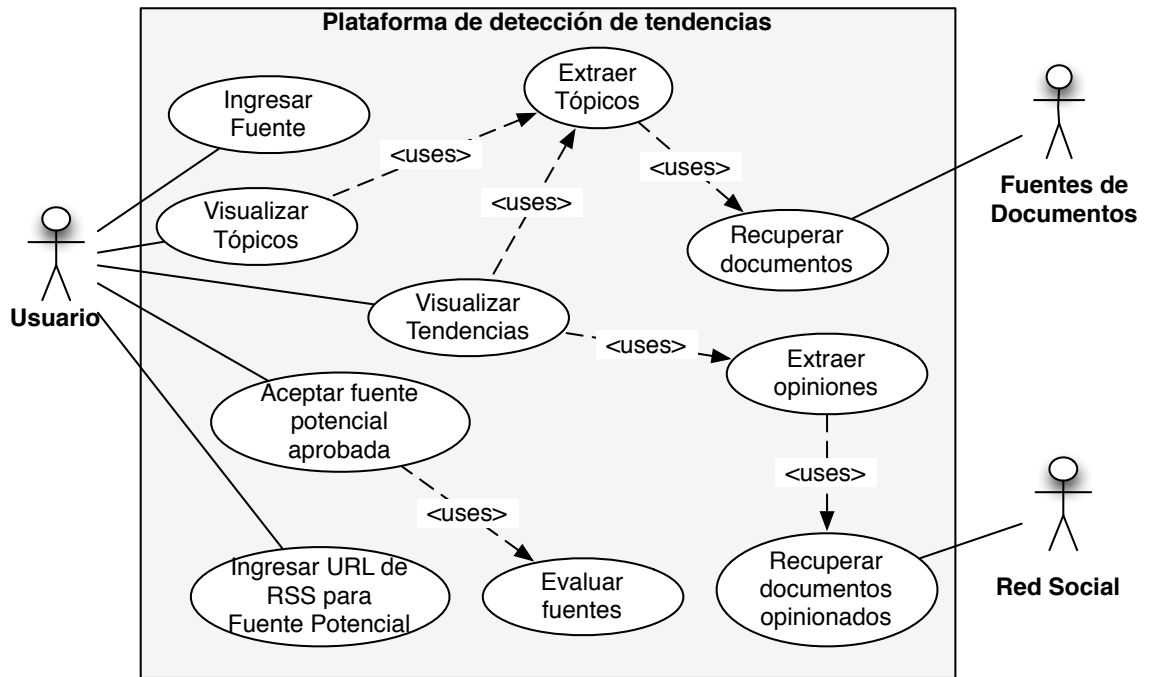 Plataforma de detección de tendencias
Ingresar
Fuente
Extraer
Tópicos
<uses>
<uses>
<uses>
Fuentes de
Documentos
Visualizar
Tópicos
Recuperar
documentos
Usuario
Visualizar
Tendencias
<uses>
Extraer
opiniones
Aceptar fuente
potencial
aprobada
<uses>
<uses>
Ingresar URL de
RSS para
Fuente Potencial
Evaluar
fuentes
Recuperar
documentos
opinionados
Red Social